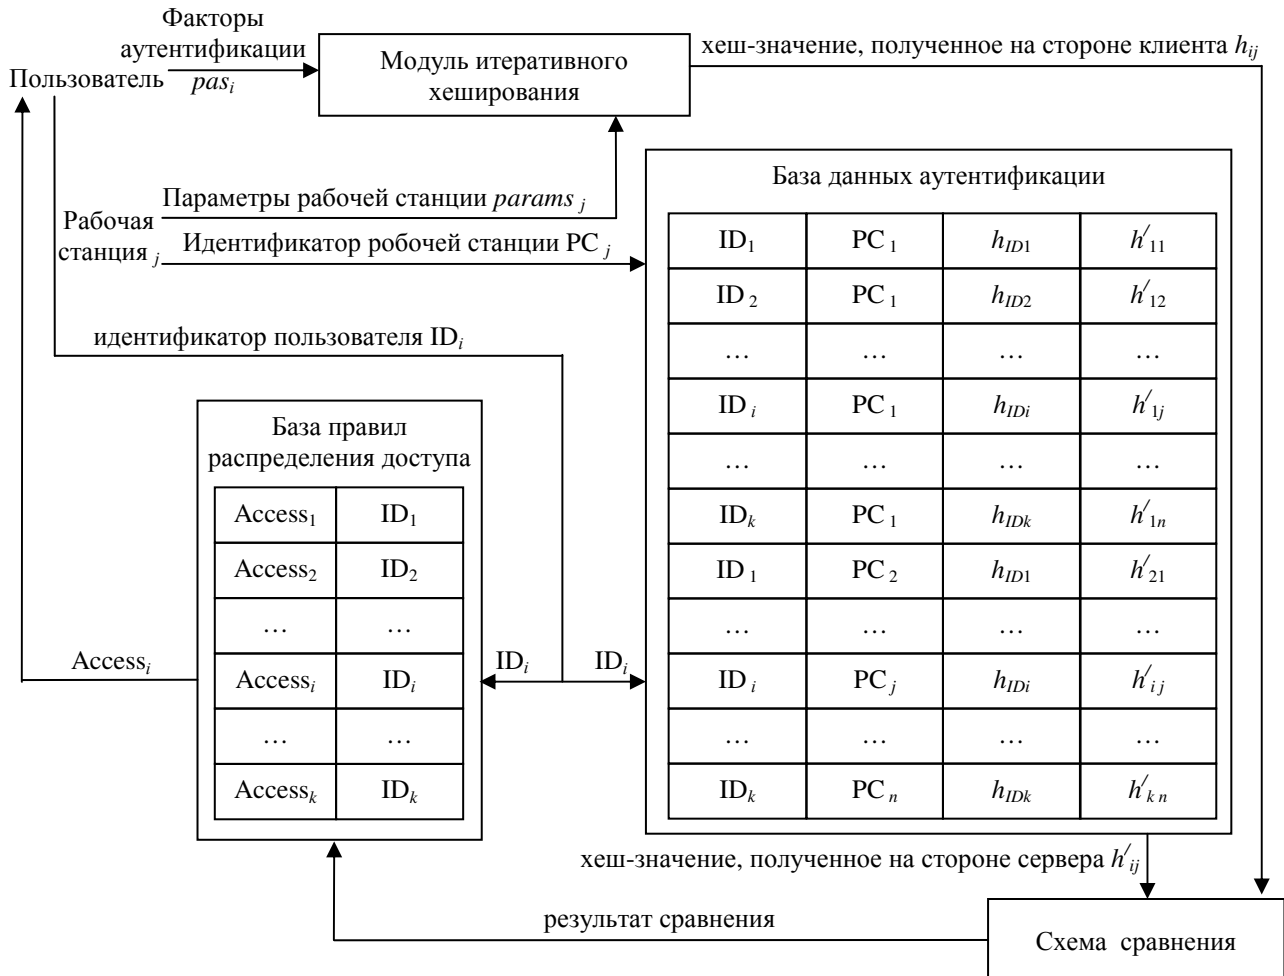 Факторы
аутентификации
Пользователь
pasᵢ
Модуль итеративного
хеширования
хеш-значение, полученное на стороне клиента h_ij
Параметры рабочей станции params_j
Рабочая
станция_j
Идентификатор робочей станции PC_j
идентификатор пользователя ID_i
База данных аутентификации
ID_1 PC_1 h_ID1 h′_11
ID_2 PC_1 h_ID2 h′_12
… … … …
ID_i PC_1 h_IDi h′_1j
… … … …
ID_k PC_1 h_IDk h′_1n
ID_1 PC_2 h_ID1 h′_21
… … … …
ID_i PC_j h_IDi h′_ij
… … … …
ID_k PC_n h_IDk h′_kn
База правил
распределения доступа
Access_1 ID_1
Access_2 ID_2
… …
Access_i ID_i
… …
Access_k ID_k
Access_i
ID_i
ID_i
хеш-значение, полученное на стороне сервера h′_ij
результат сравнения
Схема сравнения